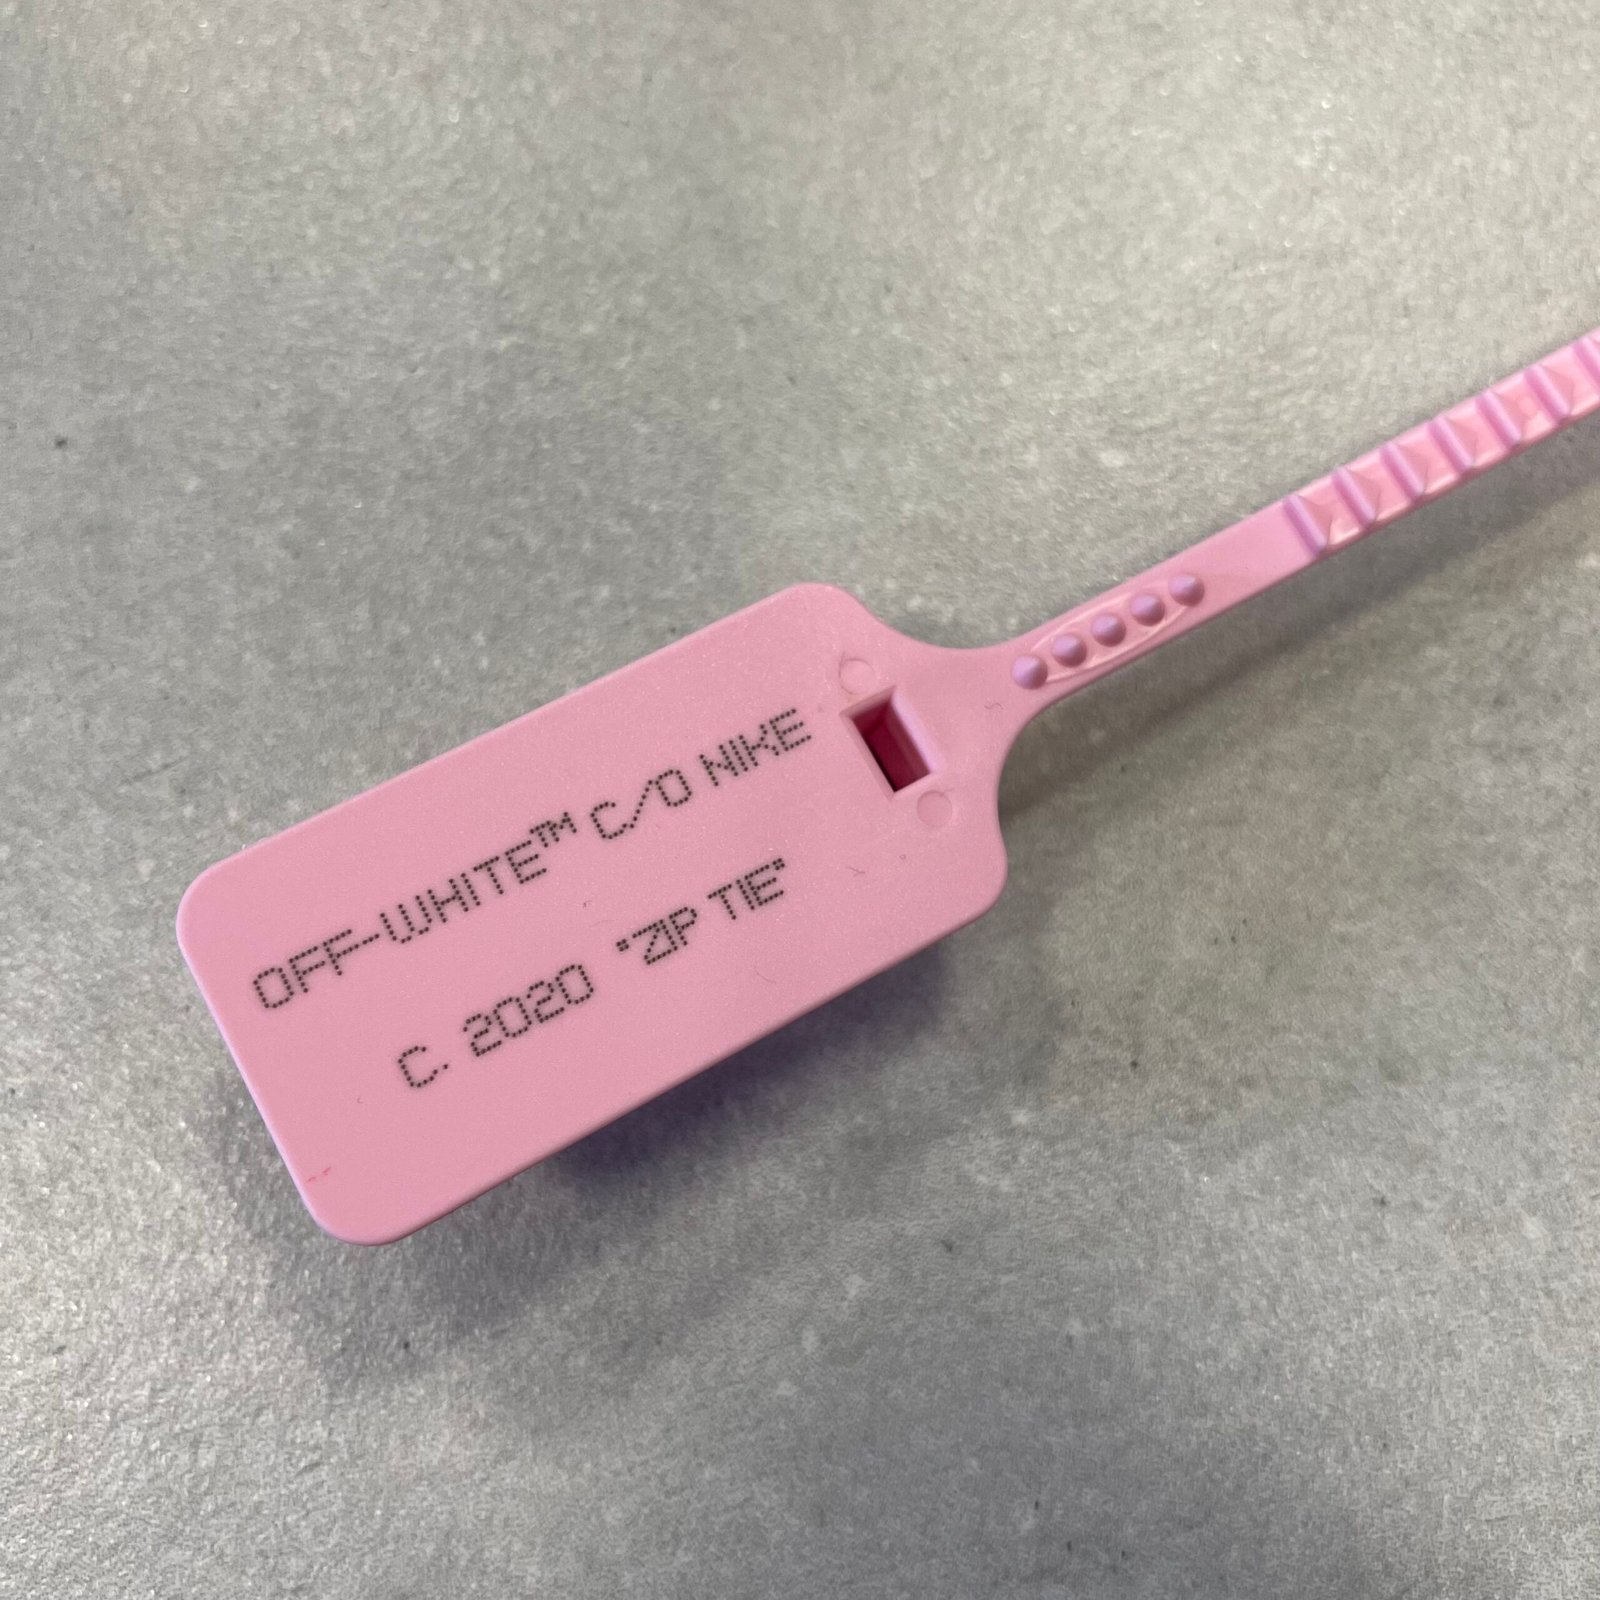 OFF-WHITE™ C/O NIKE
C. 2020 "ZIP TIE"